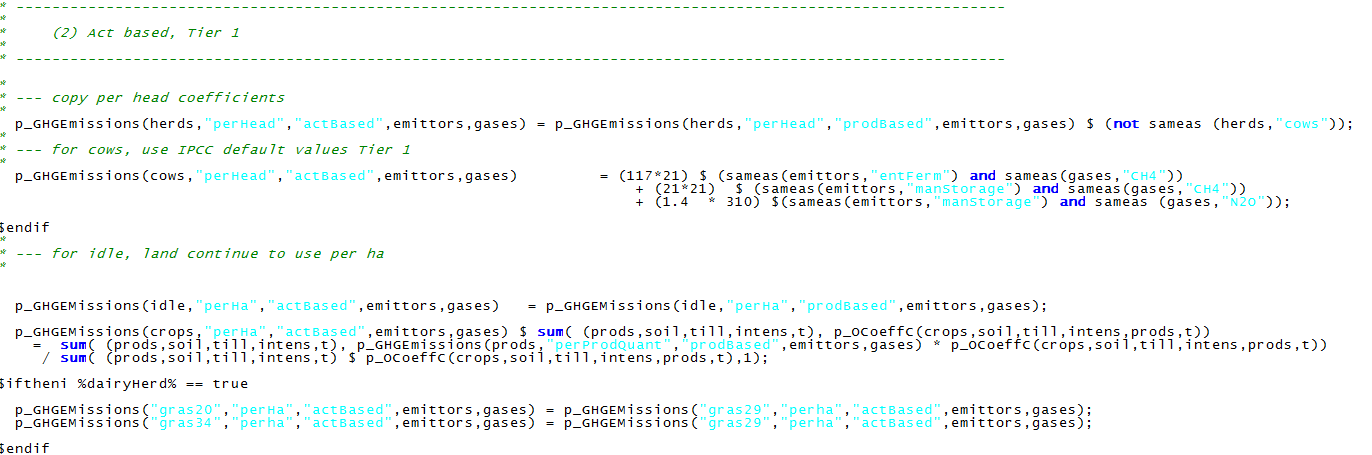 * --------------------------------------------------------------------------------------------------------------
*
*     (2) Act based, Tier 1
*
* --------------------------------------------------------------------------------------------------------------
*
* --- copy per head coefficients
*
  p_GHGEmissions(herds,"perHead","actBased",emittors,gases) = p_GHGEmissions(herds,"perHead","prodBased",emittors,gases) $ (not sameas (herds,"cows"));
*
* --- for cows, use IPCC default values Tier 1
*
  p_GHGEmissions(cows,"perHead","actBased",emittors,gases)         = (117*21) $ (sameas(emittors,"entFerm") and sameas(gases,"CH4"))
                                                                       + (21*21)  $ (sameas(emittors,"manStorage") and sameas(gases,"CH4"))
                                                                       + (1.4  * 310) $(sameas(emittors,"manStorage") and sameas (gases,"N2O"));
$endif
*
* --- for idle, land continue to use per ha
*
  p_GHGEmissions(idle,"perHa","actBased",emittors,gases)   = p_GHGEmissions(idle,"perHa","prodBased",emittors,gases);
  p_GHGEmissions(crops,"perHa","actBased",emittors,gases) $ sum( (prods,soil,till,intens,t), p_OCoeffC(crops,soil,till,intens,prods,t))
    =  sum( (prods,soil,till,intens,t), p_GHGEmissions(prods,"perProdQuant","prodBased",emittors,gases) * p_OCoeffC(crops,soil,till,intens,prods,t))
     / sum( (prods,soil,till,intens,t) $ p_OCoeffC(crops,soil,till,intens,prods,t),1);
$iftheni %dairyHerd% == true
  p_GHGEmissions("gras20","perHa","actBased",emittors,gases) = p_GHGEmissions("gras29","perha","actBased",emittors,gases);
  p_GHGEmissions("gras34","perha","actBased",emittors,gases) = p_GHGEmissions("gras29","perha","actBased",emittors,gases);
$endif